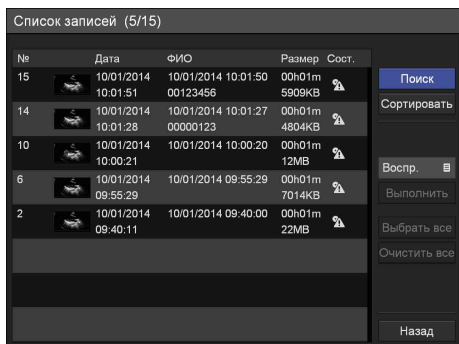 Список записей (5/15)
№ Дата ФИО Размер Сост.
15 10/01/2014 10/01/2014 10:01:50 00h01m
10:01:51 00123456 5909KB
14 10/01/2014 10/01/2014 10:01:27 00h01m
10:01:28 00000123 4804KB
10 10/01/2014 10/01/2014 10:00:20 00h01m
10:00:21 12MB
6 10/01/2014 10/01/2014 09:55:29 00h01m
09:55:29 7014KB
2 10/01/2014 10/01/2014 09:40:00 00h01m
09:40:11 22MB
Поиск
Сортировать
Воспр.
Выполнить
Выбрать все
Очистить все
Назад